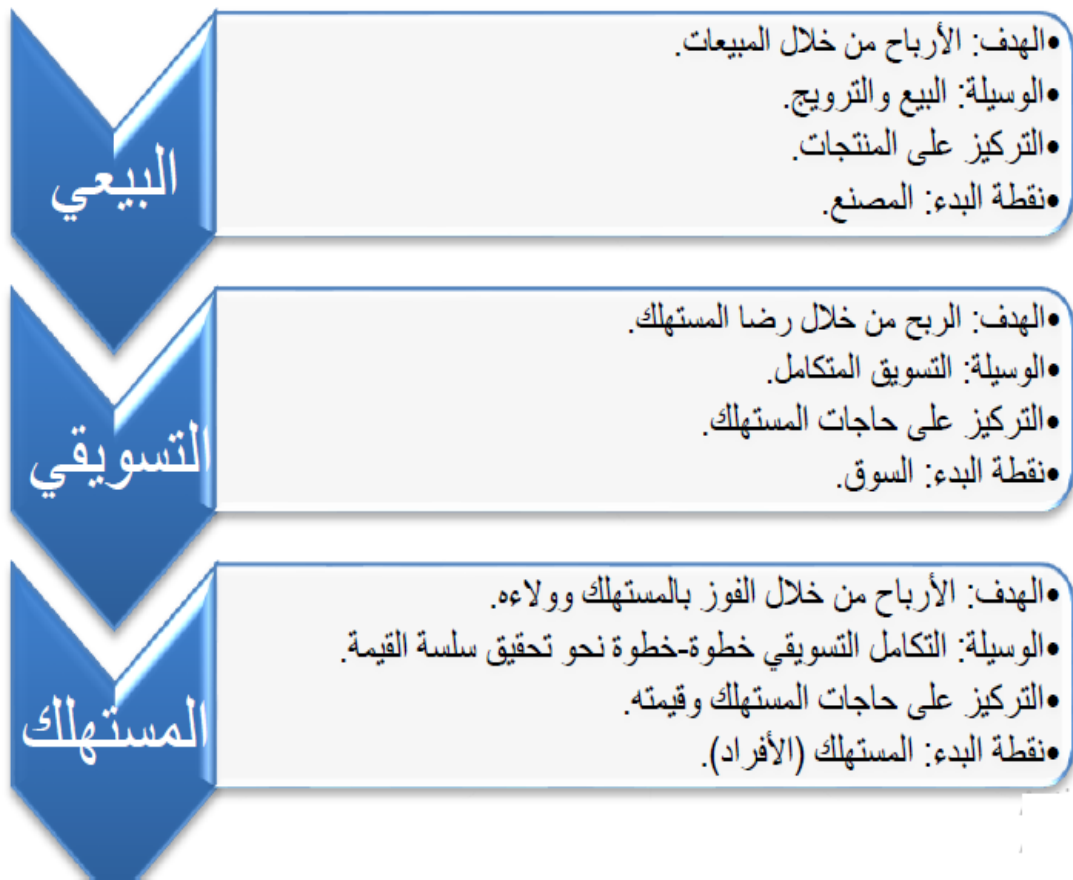 البيعي
•الهدف: الأرباح من خلال المبيعات.
•الوسيلة: البيع والترويج.
•التركيز على المنتجات.
•نقطة البدء: المصنع.
التسويقي
•الهدف: الربح من خلال رضا المستهلك.
•الوسيلة: التسويق المتكامل.
•التركيز على حاجات المستهلك.
•نقطة البدء: السوق.
المستهلك
•الهدف: الأرباح من خلال الفوز بالمستهلك وولاءه.
•الوسيلة: التكامل التسويقي خطوة-خطوة نحو تحقيق سلسة القيمة.
•التركيز على حاجات المستهلك وقيمته.
•نقطة البدء: المستهلك (الأفراد).